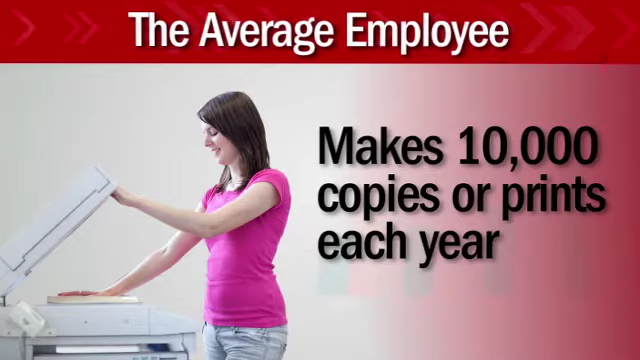 The Average Employee
Makes 10,000
copies or prints
each year